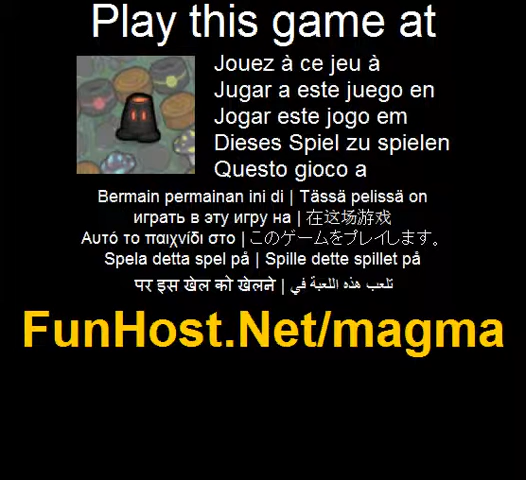 Play this game at
Jouez à ce jeu à
Jugar a este juego en
Jogar este jogo em
Dieses Spiel zu spielen
Questo gioco a
Bermain permainan ini di | Tässä pelissä on
играть в эту игру на | 在这场游戏
Αυτό το παιχνίδι στο | このゲームをプレイします。
Spela detta spel på | Spille dette spillet på
पर इस खेल को खेलने | تلعب هذه اللعبة في
FunHost.Net/magma